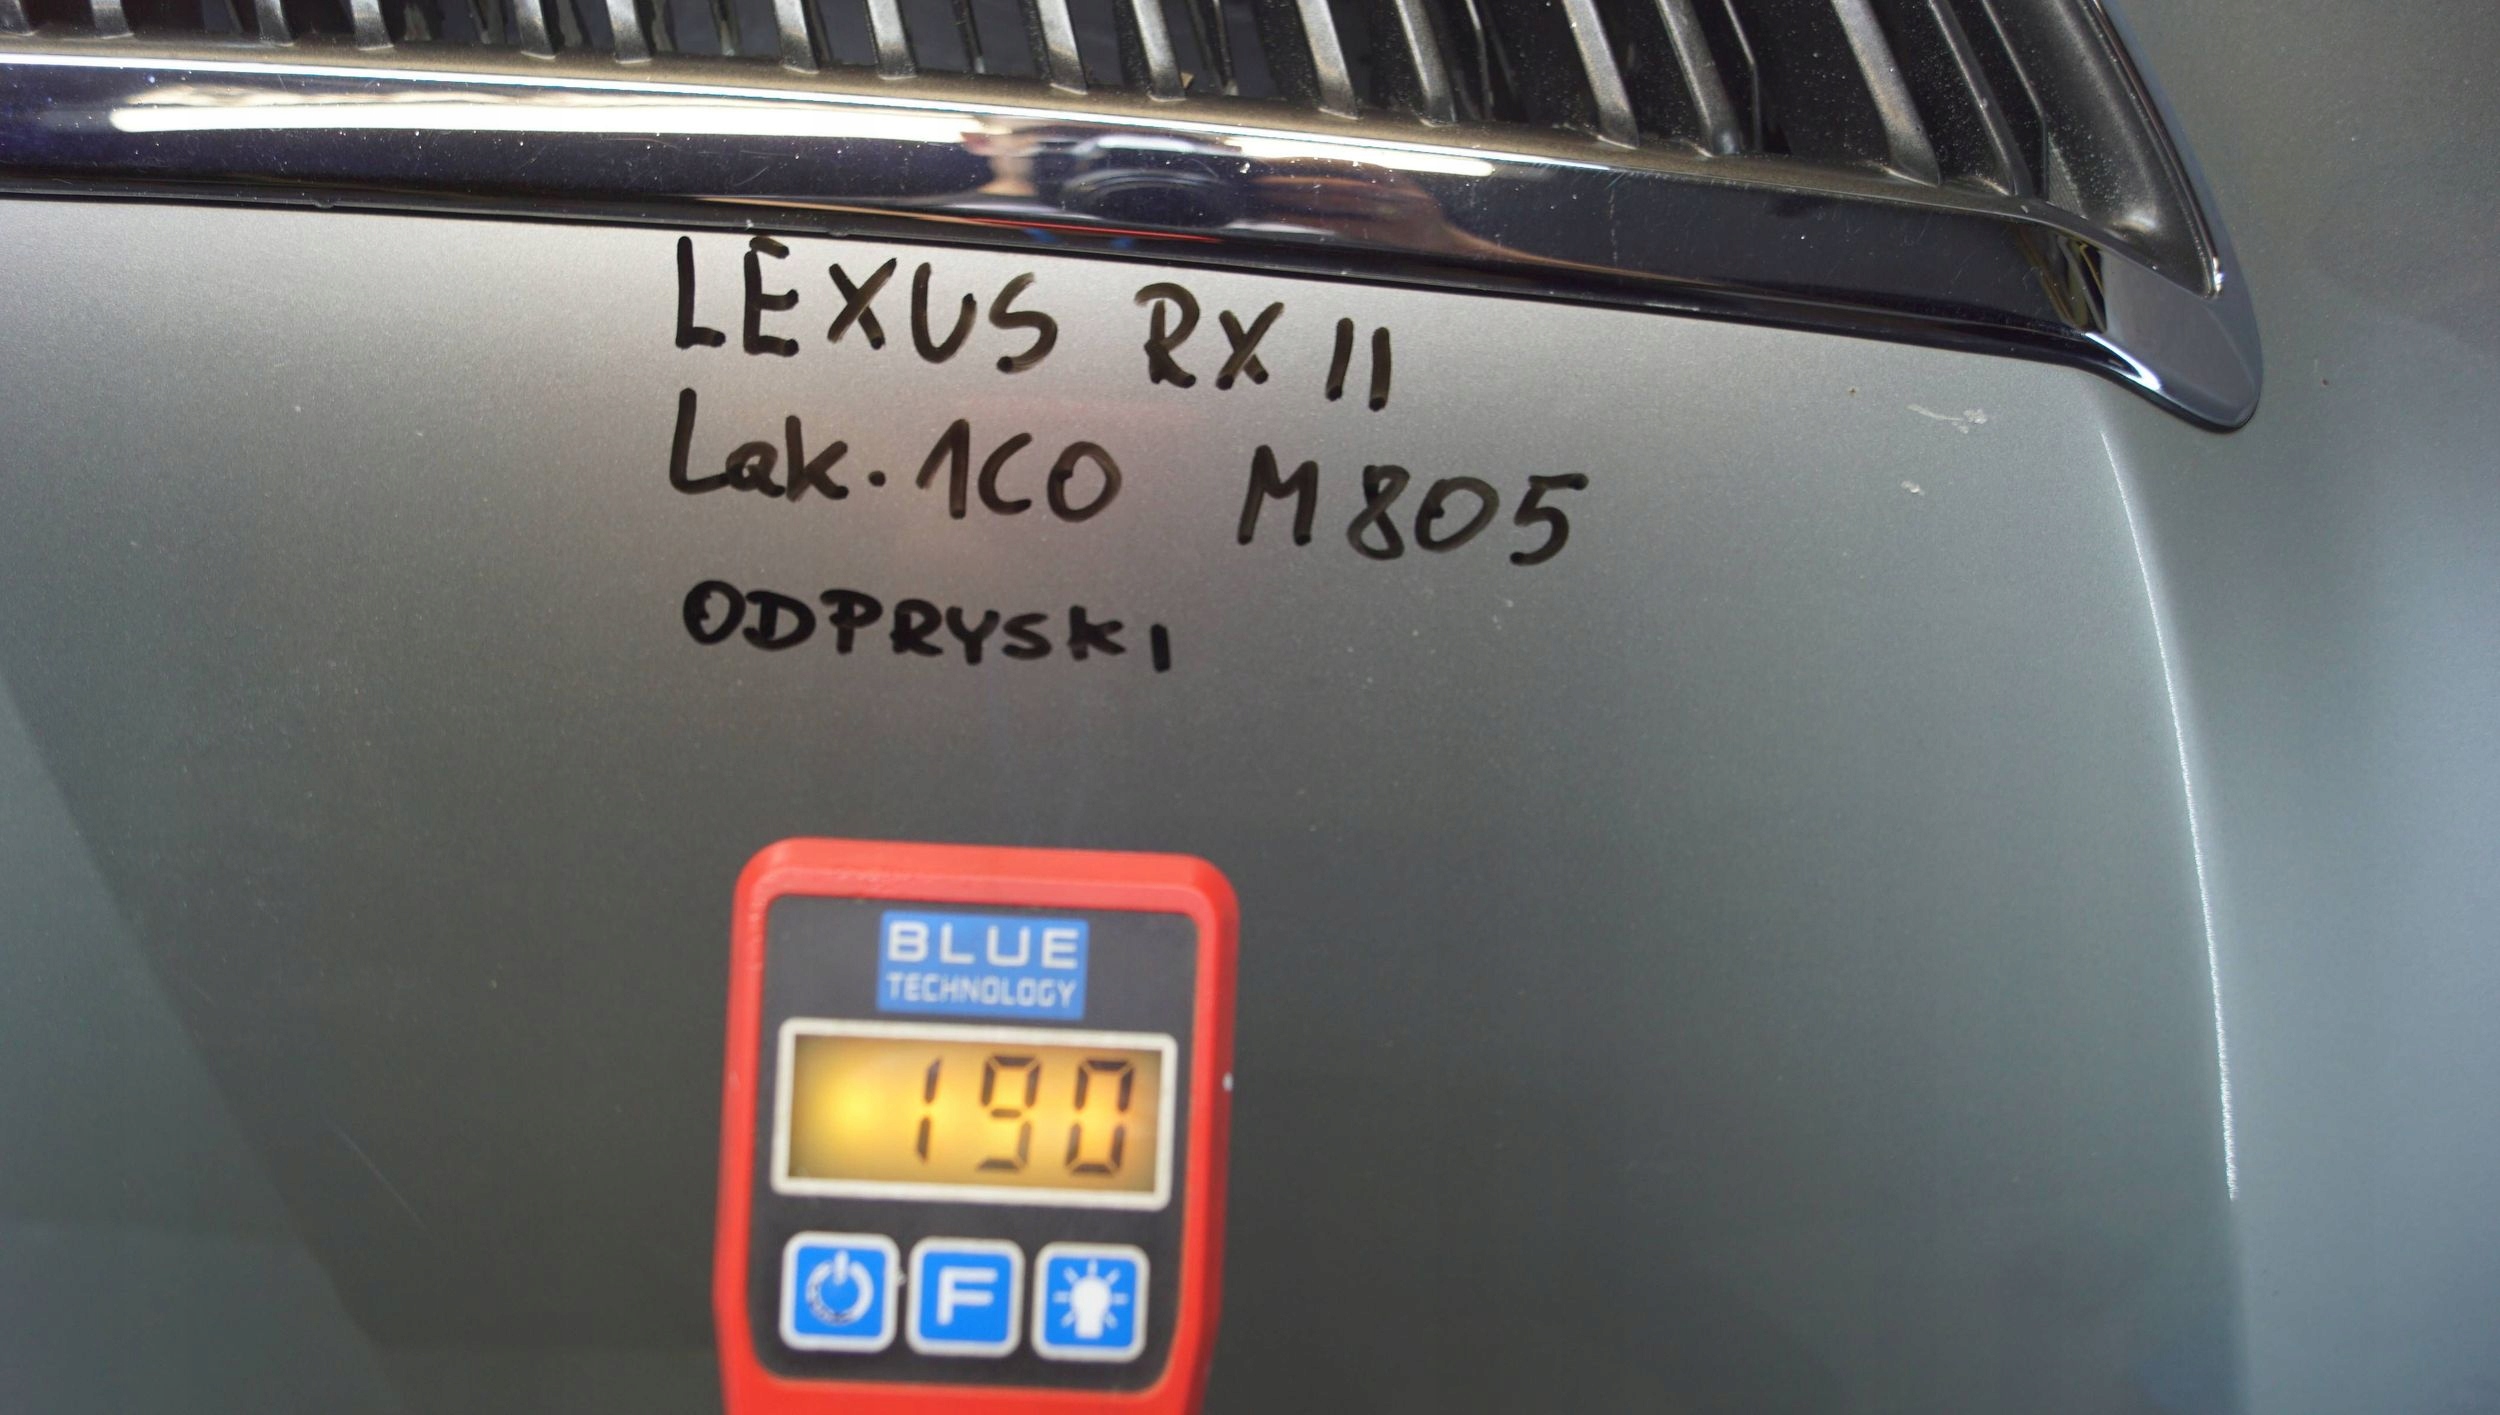 LEXUS RX II
Lak. 1C0 M805
ODPRYSKI
BLUE
TECHNOLOGY
190
F